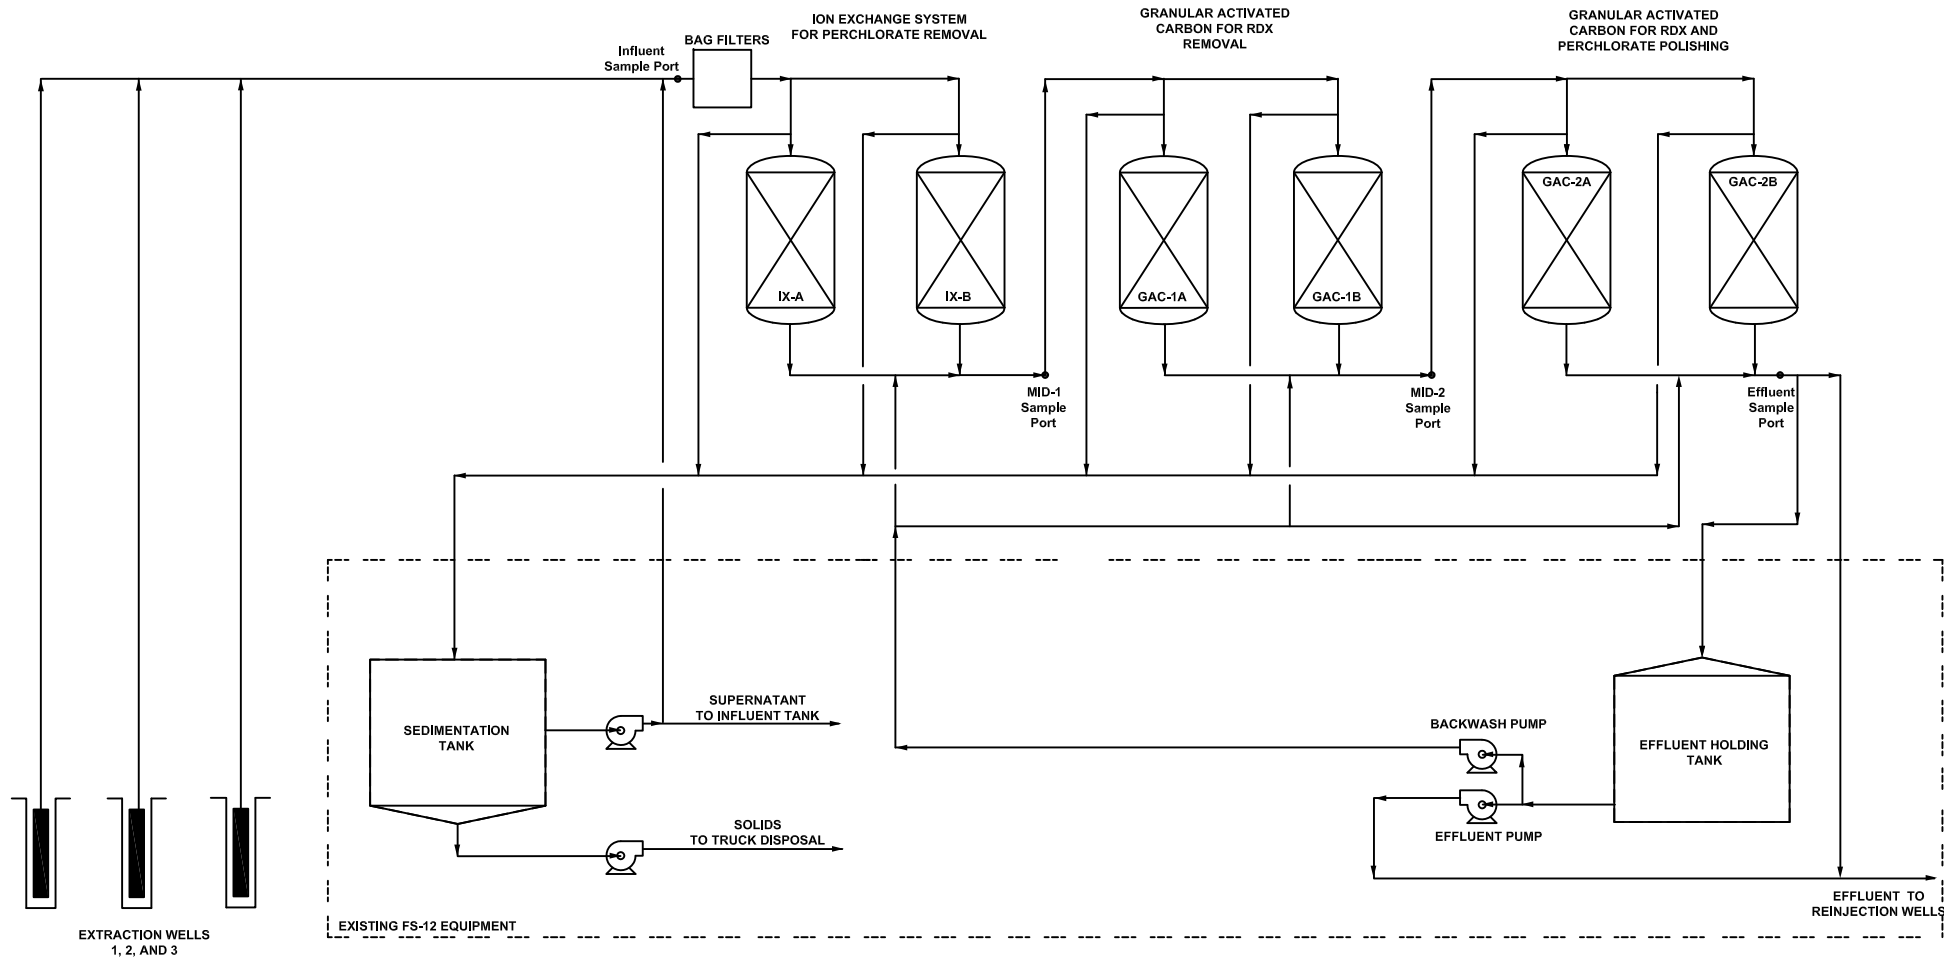 ION EXCHANGE SYSTEM
FOR PERCHLORATE REMOVAL
GRANULAR ACTIVATED
CARBON FOR RDX
REMOVAL
GRANULAR ACTIVATED
CARBON FOR RDX AND
PERCHLORATE POLISHING
Influent
Sample Port
BAG FILTERS
IX-A
IX-B
GAC-1A
GAC-1B
GAC-2A
GAC-2B
MID-1
Sample
Port
MID-2
Sample
Port
Effluent
Sample
Port
SEDIMENTATION
TANK
SUPERNATANT
TO INFLUENT TANK
SOLIDS
TO TRUCK DISPOSAL
BACKWASH PUMP
EFFLUENT PUMP
EFFLUENT HOLDING
TANK
EFFLUENT TO
REINJECTION WELLS
EXISTING FS-12 EQUIPMENT
EXTRACTION WELLS
1, 2, AND 3